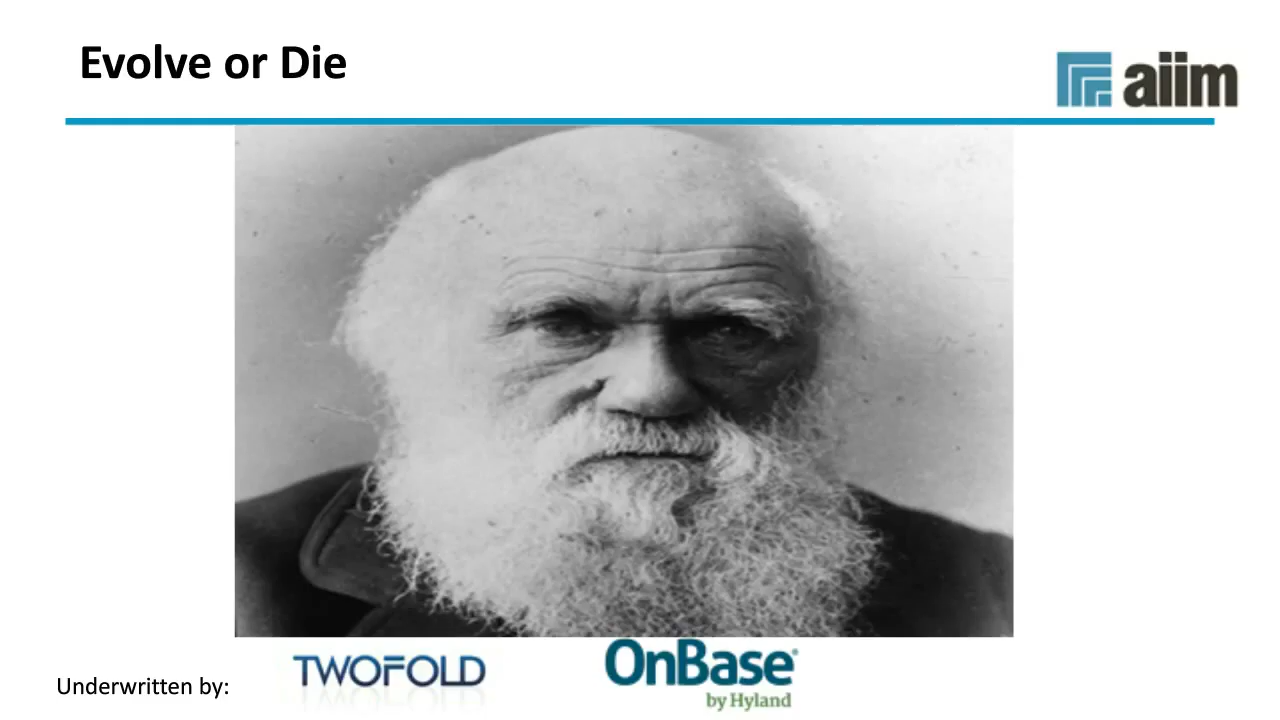 Evolve or Die
aiim
Underwritten by:
TWOFOLD
OnBase®
by Hyland